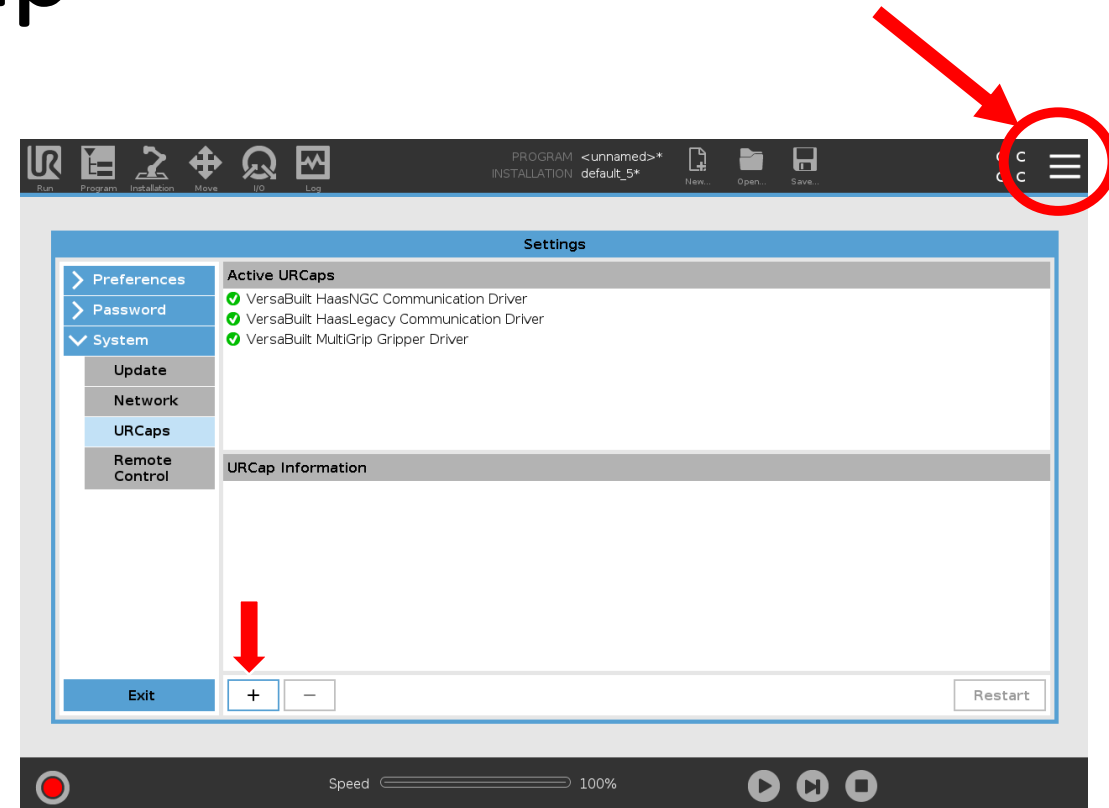 p
UR
PROGRAM <unnamed>*
INSTALLATION default_5*
Run Program Installation Move I/O Log New... Open... Save...
C C
C C
Settings
Preferences
Password
System
Update
Network
URCaps
Remote
Control
Exit
Active URCaps
VersaBuilt HaasNGC Communication Driver
VersaBuilt HaasLegacy Communication Driver
VersaBuilt MultiGrip Gripper Driver
URCap Information
+ −
Restart
Speed 100%